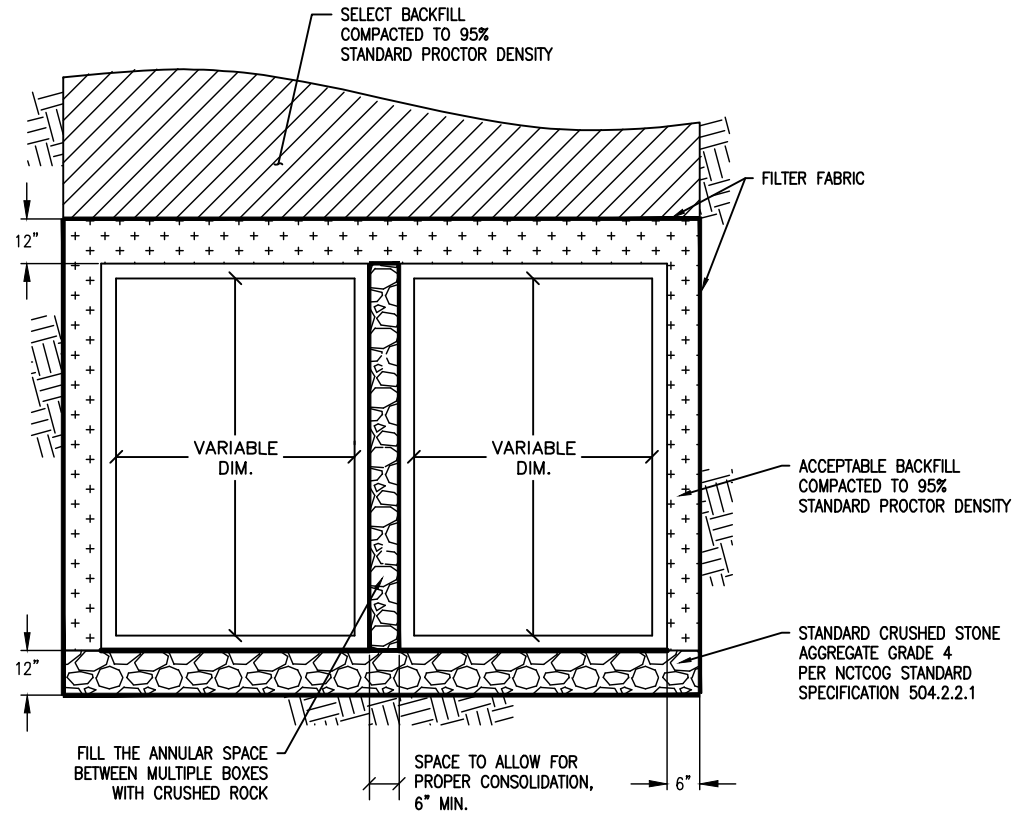 SELECT BACKFILL
COMPACTED TO 95%
STANDARD PROCTOR DENSITY
FILTER FABRIC
12"
VARIABLE
DIM.
VARIABLE
DIM.
ACCEPTABLE BACKFILL
COMPACTED TO 95%
STANDARD PROCTOR DENSITY
12"
STANDARD CRUSHED STONE
AGGREGATE GRADE 4
PER NCTCOG STANDARD
SPECIFICATION 504.2.2.1
FILL THE ANNULAR SPACE
BETWEEN MULTIPLE BOXES
WITH CRUSHED ROCK
SPACE TO ALLOW FOR
PROPER CONSOLIDATION,
6" MIN.
6"